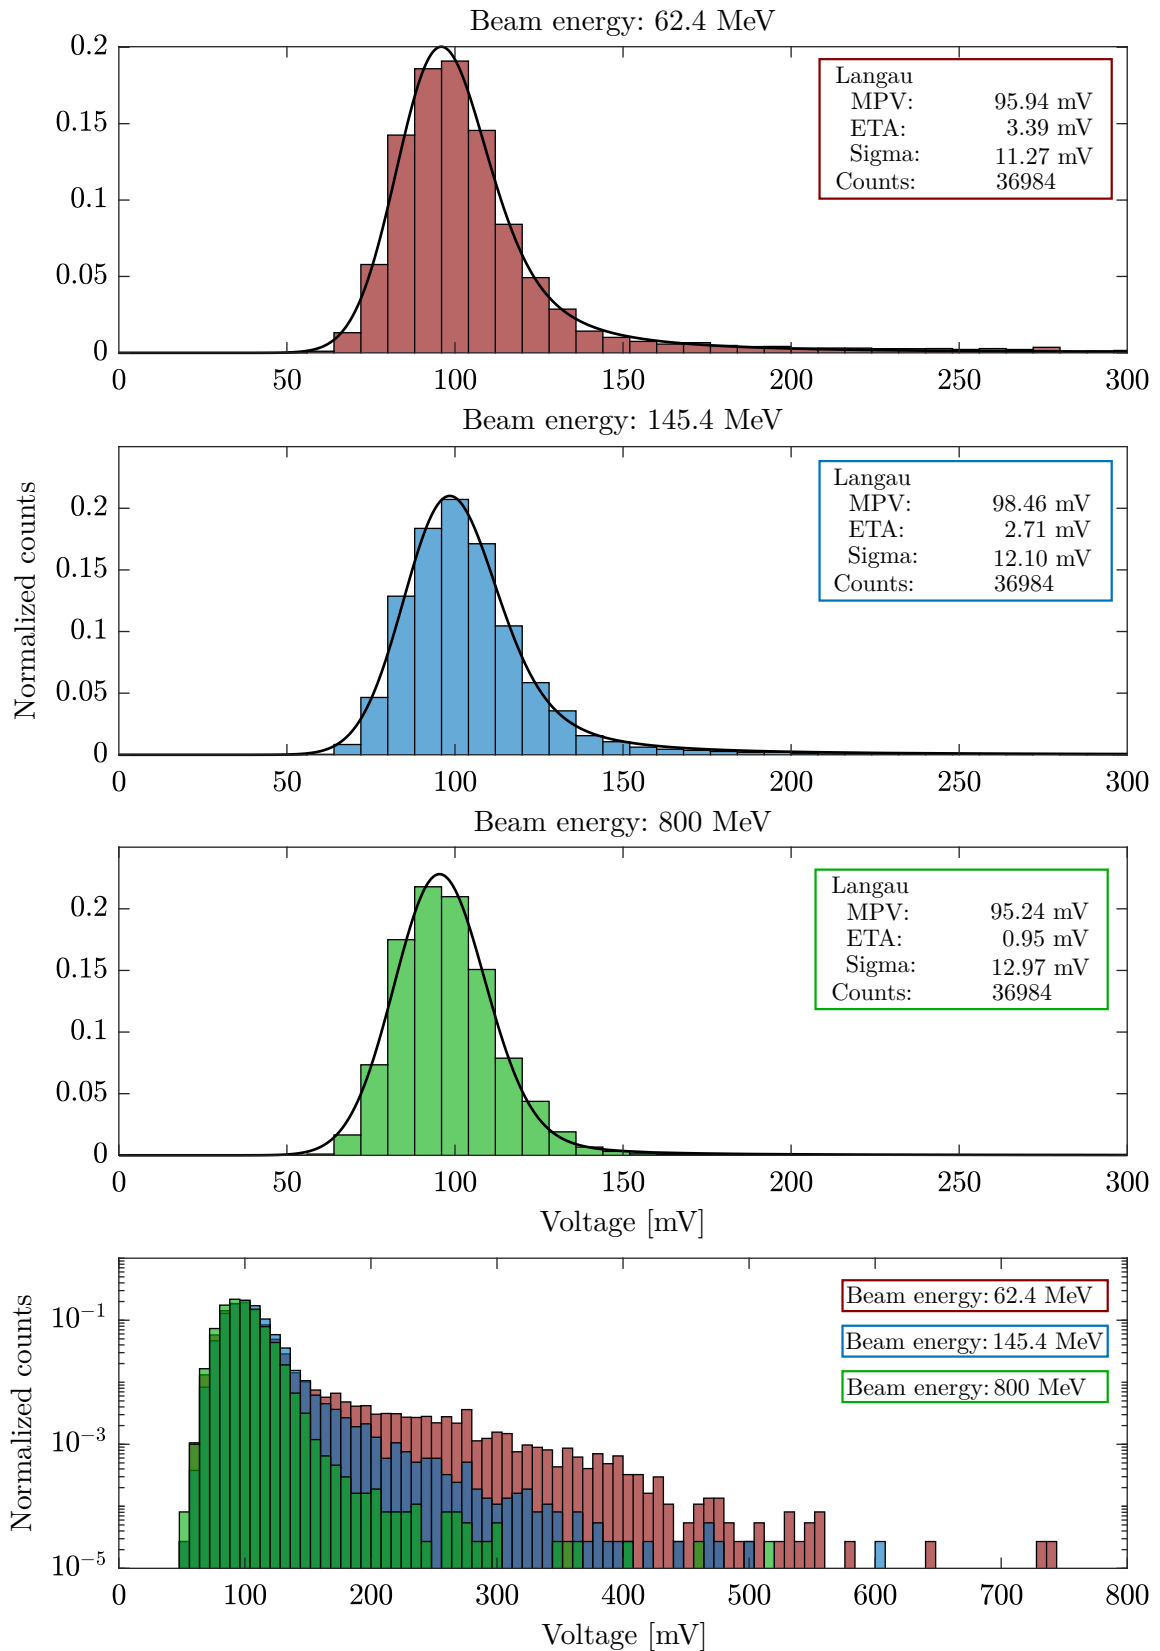 Beam energy: 62.4 MeV
0.2
0.15
0.1
0.05
0
Langau
MPV: 95.94 mV
ETA: 3.39 mV
Sigma: 11.27 mV
Counts: 36984
0 50 100 150 200 250 300
Beam energy: 145.4 MeV
Normalized counts
0.2
0.15
0.1
0.05
0
Langau
MPV: 98.46 mV
ETA: 2.71 mV
Sigma: 12.10 mV
Counts: 36984
0 50 100 150 200 250 300
Beam energy: 800 MeV
0.2
0.15
0.1
0.05
0
Langau
MPV: 95.24 mV
ETA: 0.95 mV
Sigma: 12.97 mV
Counts: 36984
0 50 100 150 200 250 300
Voltage [mV]
Normalized counts
10⁻¹
10⁻³
10⁻⁵
Beam energy: 62.4 MeV
Beam energy: 145.4 MeV
Beam energy: 800 MeV
0 100 200 300 400 500 600 700 800
Voltage [mV]